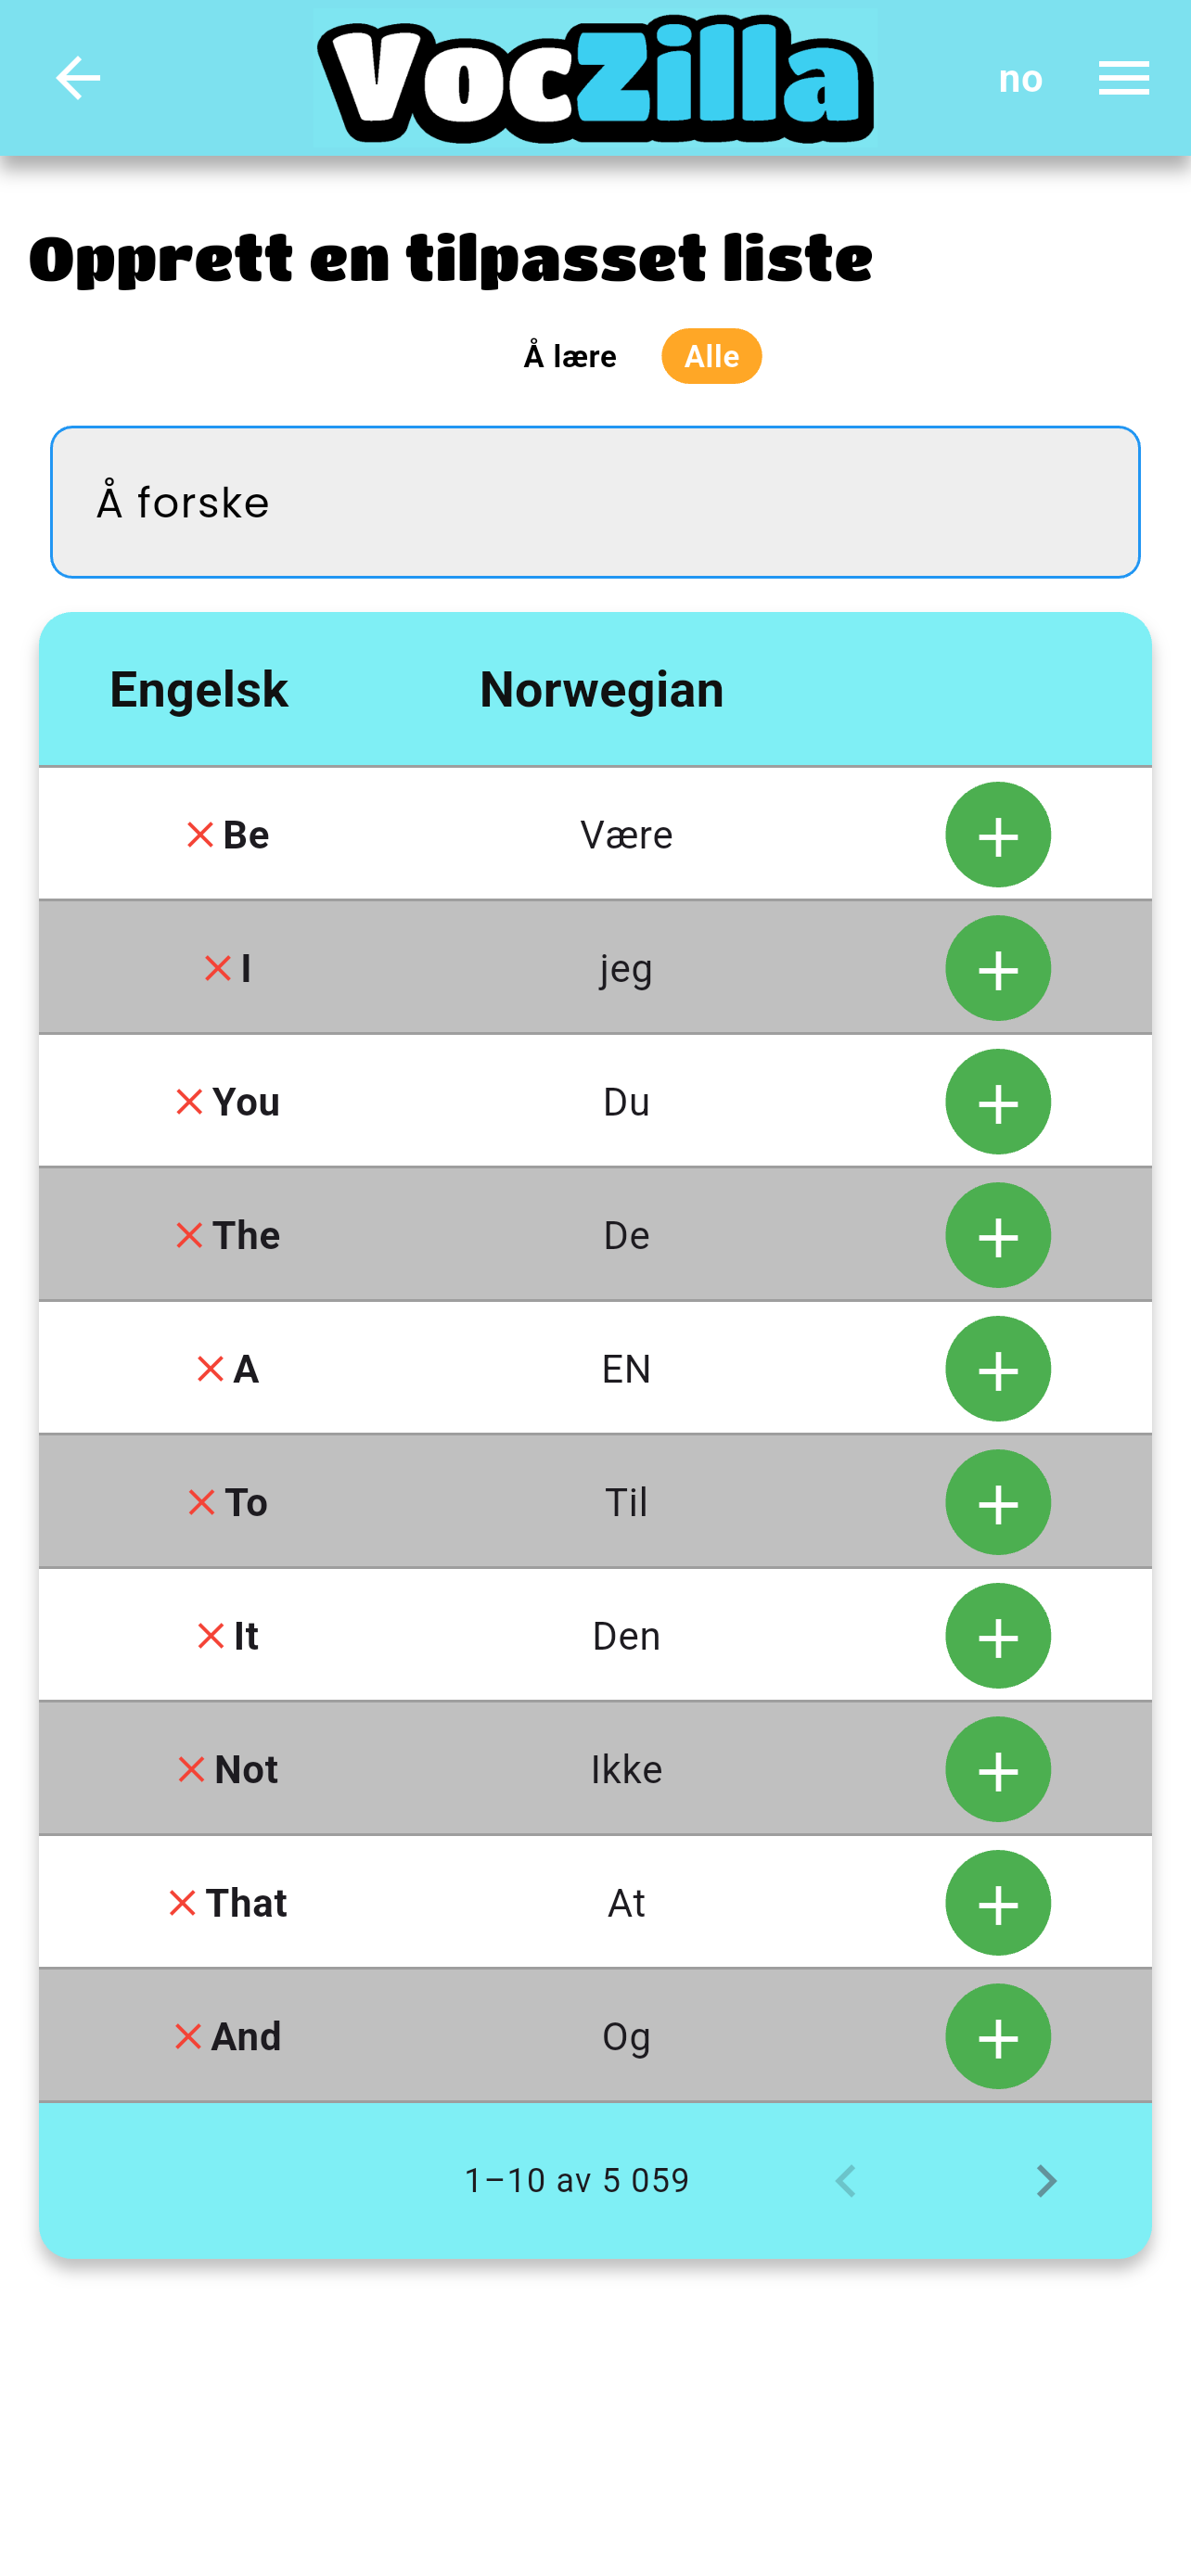 VocZilla
no
Opprett en tilpasset liste
Å lære Alle
Å forske
Engelsk Norwegian
Be Være
I jeg
You Du
The De
A EN
To Til
It Den
Not Ikke
That At
And Og
1–10 av 5 059